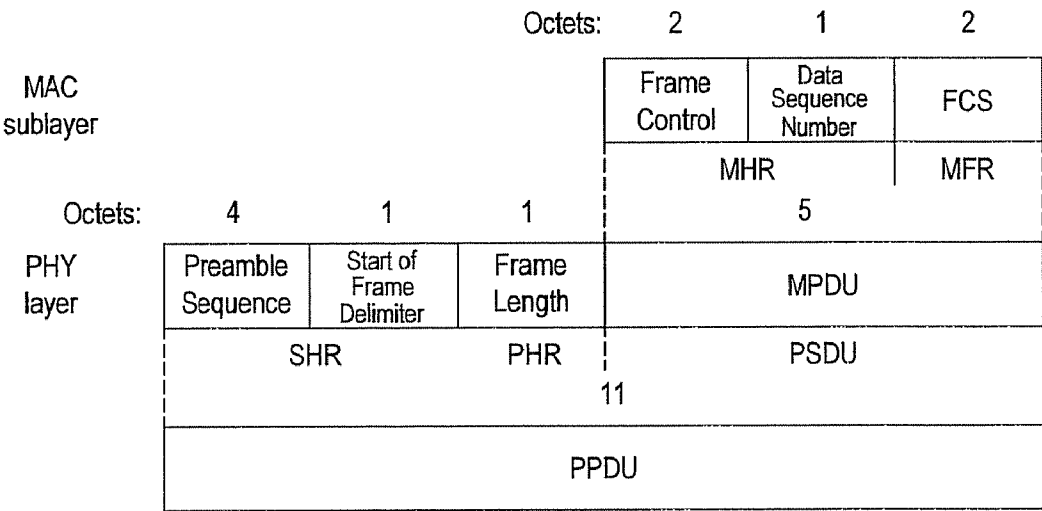 Octets: 2 1 2
MAC
sublayer
Frame
Control
Data
Sequence
Number
FCS
MHR
MFR
Octets: 4 1 1 5
PHY
layer
Preamble
Sequence
Start of
Frame
Delimiter
Frame
Length
MPDU
SHR
PHR
PSDU
11
PPDU